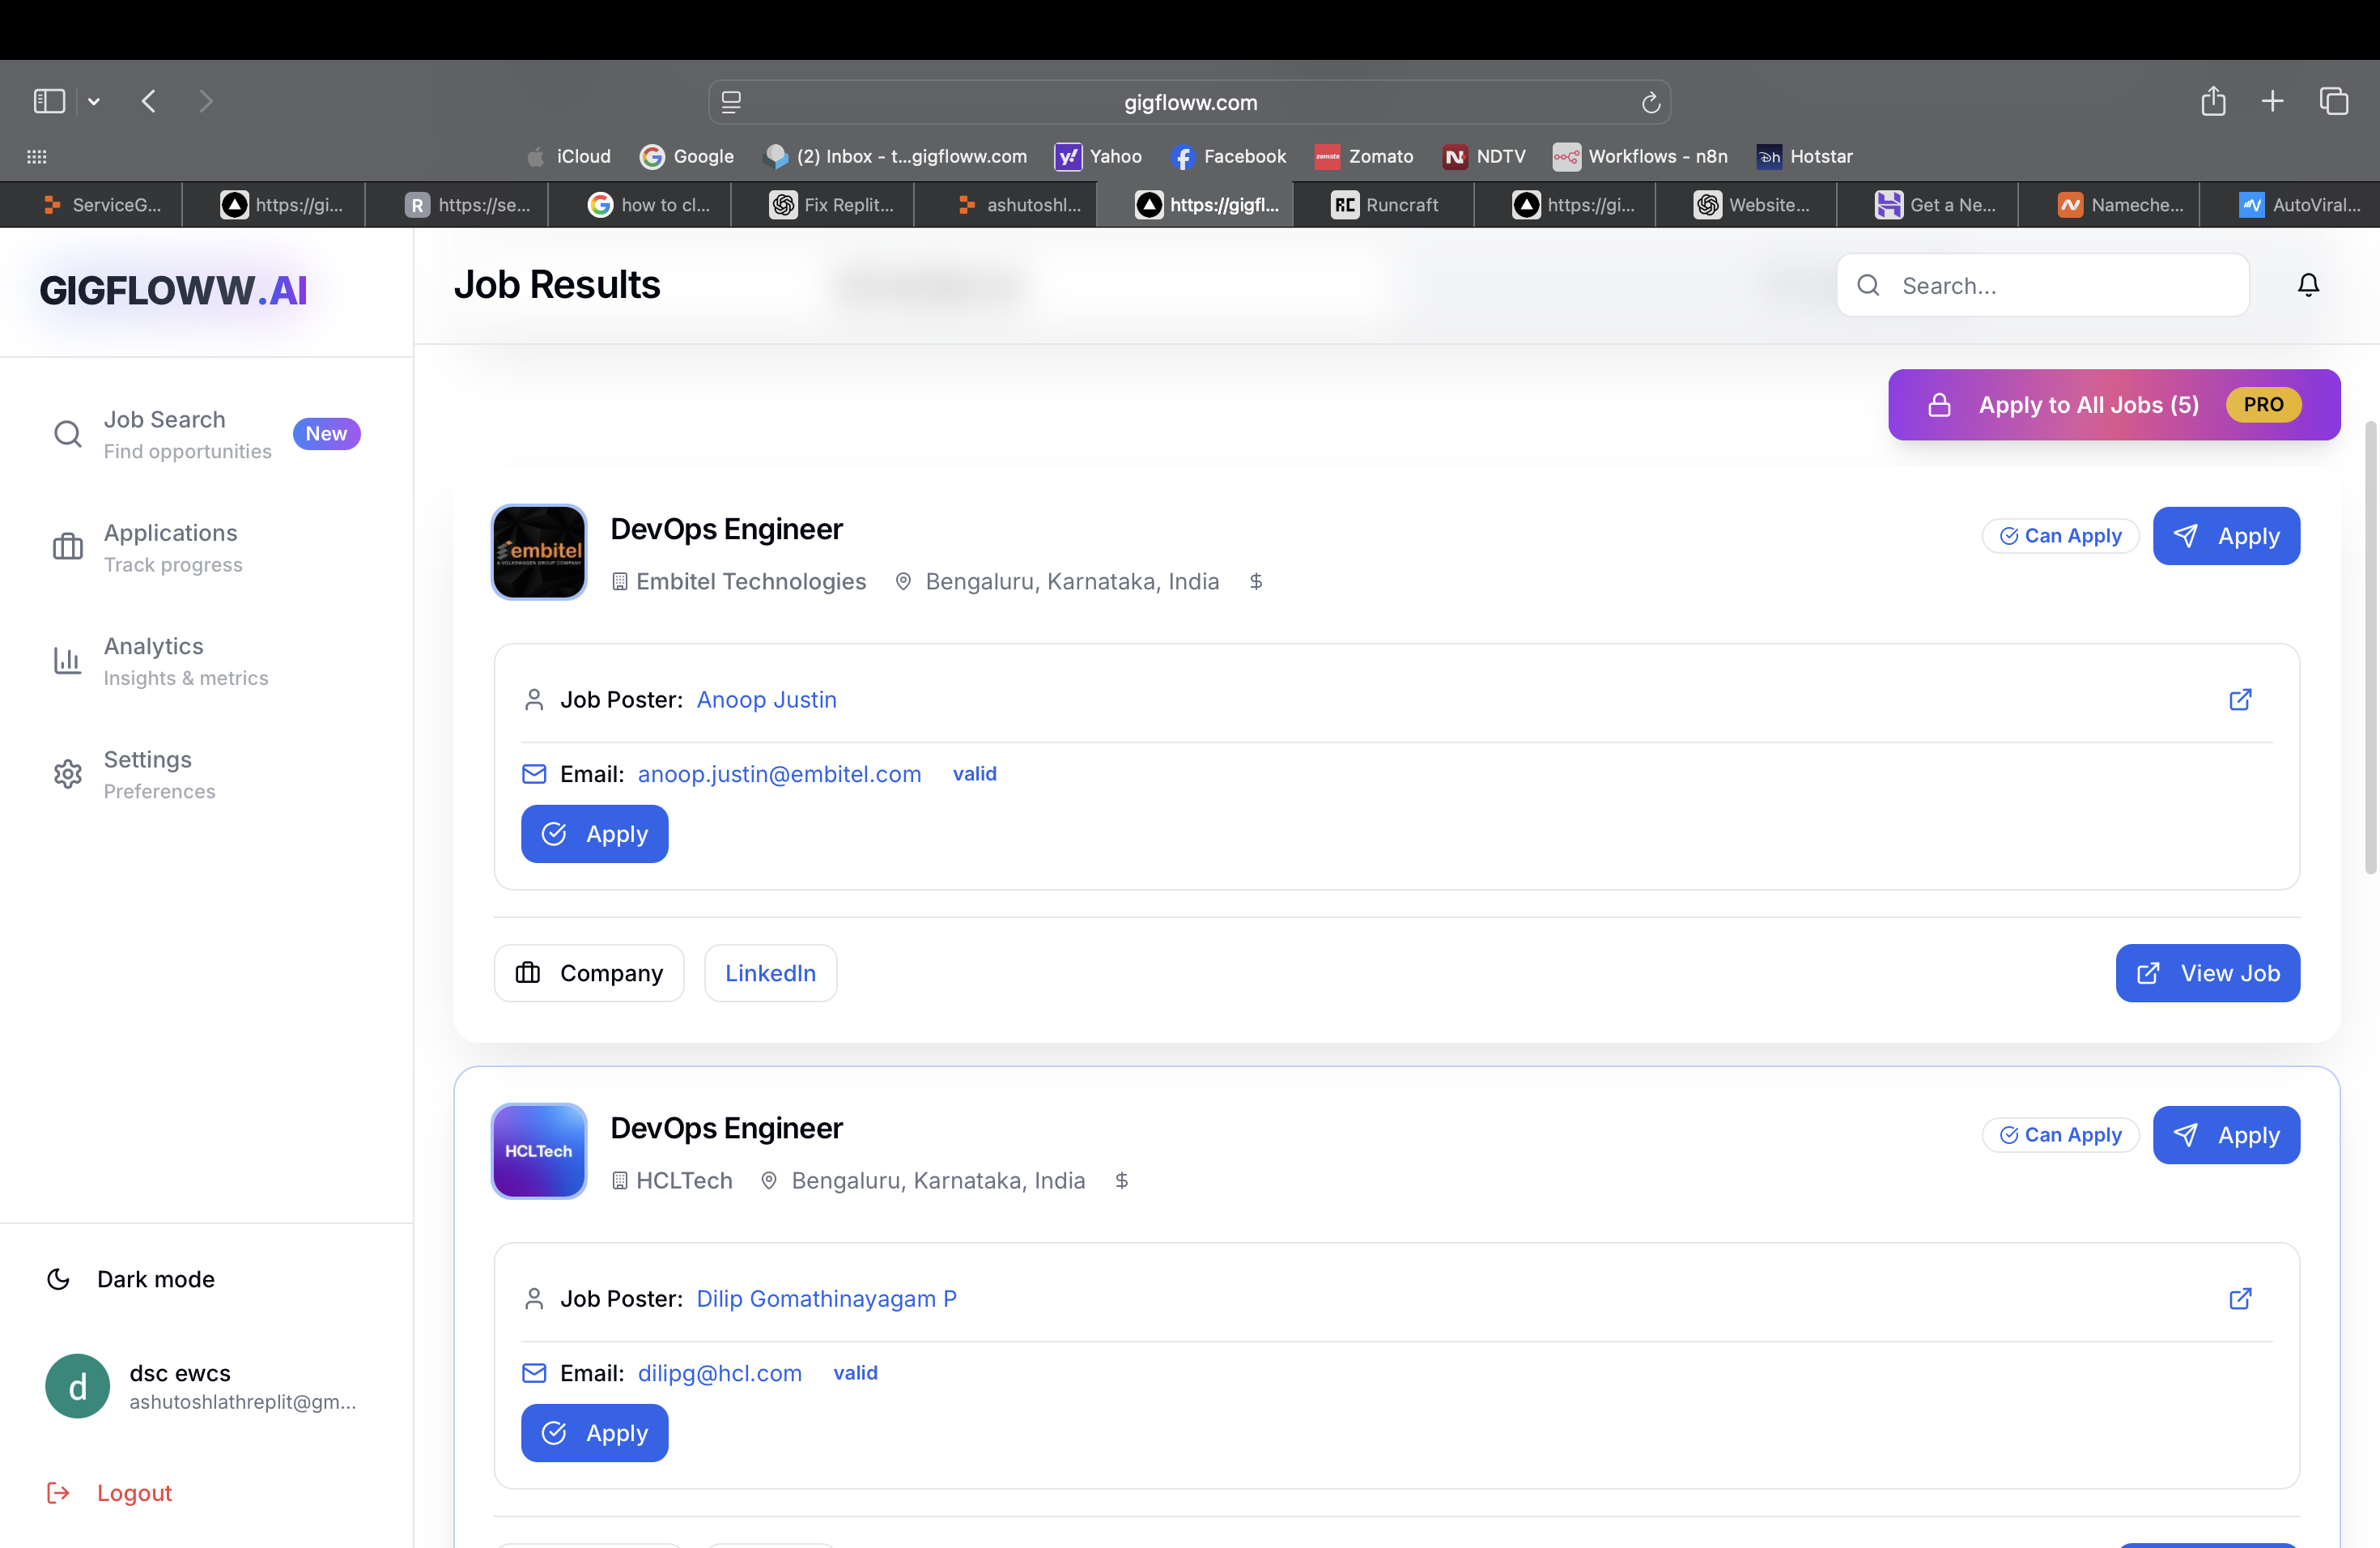 gigfloww.com
iCloud Google (2) Inbox - t...gigfloww.com Yahoo Facebook zomato Zomato NDTV Workflows - n8n Hotstar
ServiceG... https://gi... R https://se... how to cl... Fix Replit... ashutoshl... https://gigfl... RC Runcraft https://gi... Website... Get a Ne... Nameche... AutoViral...
GIGFLOWW.AI
Job Results
Search...
Job Search
Find opportunities
New
Applications
Track progress
Analytics
Insights & metrics
Settings
Preferences
Dark mode
d
dsc ewcs
ashutoshlathreplit@gm...
Logout
Apply to All Jobs (5) PRO
embitel
A VOLKSWAGEN GROUP COMPANY
DevOps Engineer
Can Apply Apply
Embitel Technologies Bengaluru, Karnataka, India $
Job Poster: Anoop Justin
Email: anoop.justin@embitel.com valid
Apply
Company LinkedIn View Job
HCLTech
DevOps Engineer
Can Apply Apply
HCLTech Bengaluru, Karnataka, India $
Job Poster: Dilip Gomathinayagam P
Email: dilipg@hcl.com valid
Apply